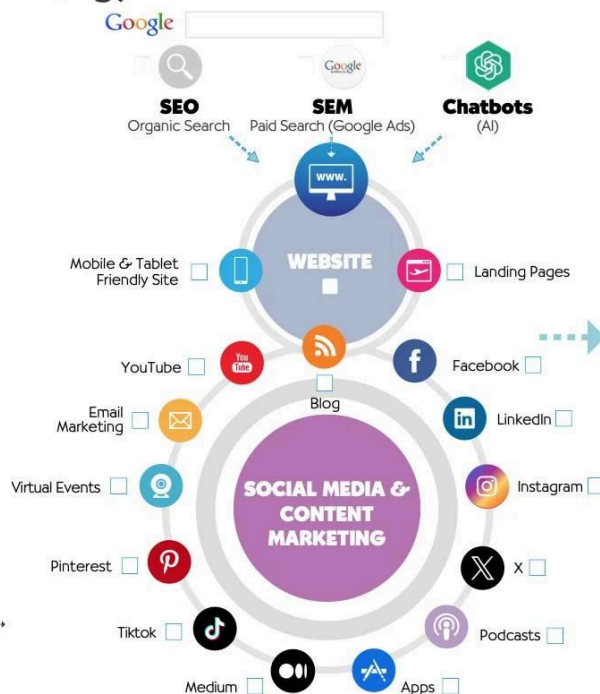 Google
Google
SEO
Organic Search
SEM
Paid Search (Google Ads)
Chatbots
(AI)
www.
WEBSITE
Mobile & Tablet
Friendly Site
Landing Pages
YouTube
You
Tube
Blog
Facebook
f
Email
Marketing
LinkedIn
in
Virtual Events
SOCIAL MEDIA &
CONTENT
MARKETING
Instagram
Pinterest
X
Tiktok
Podcasts
Medium
Apps